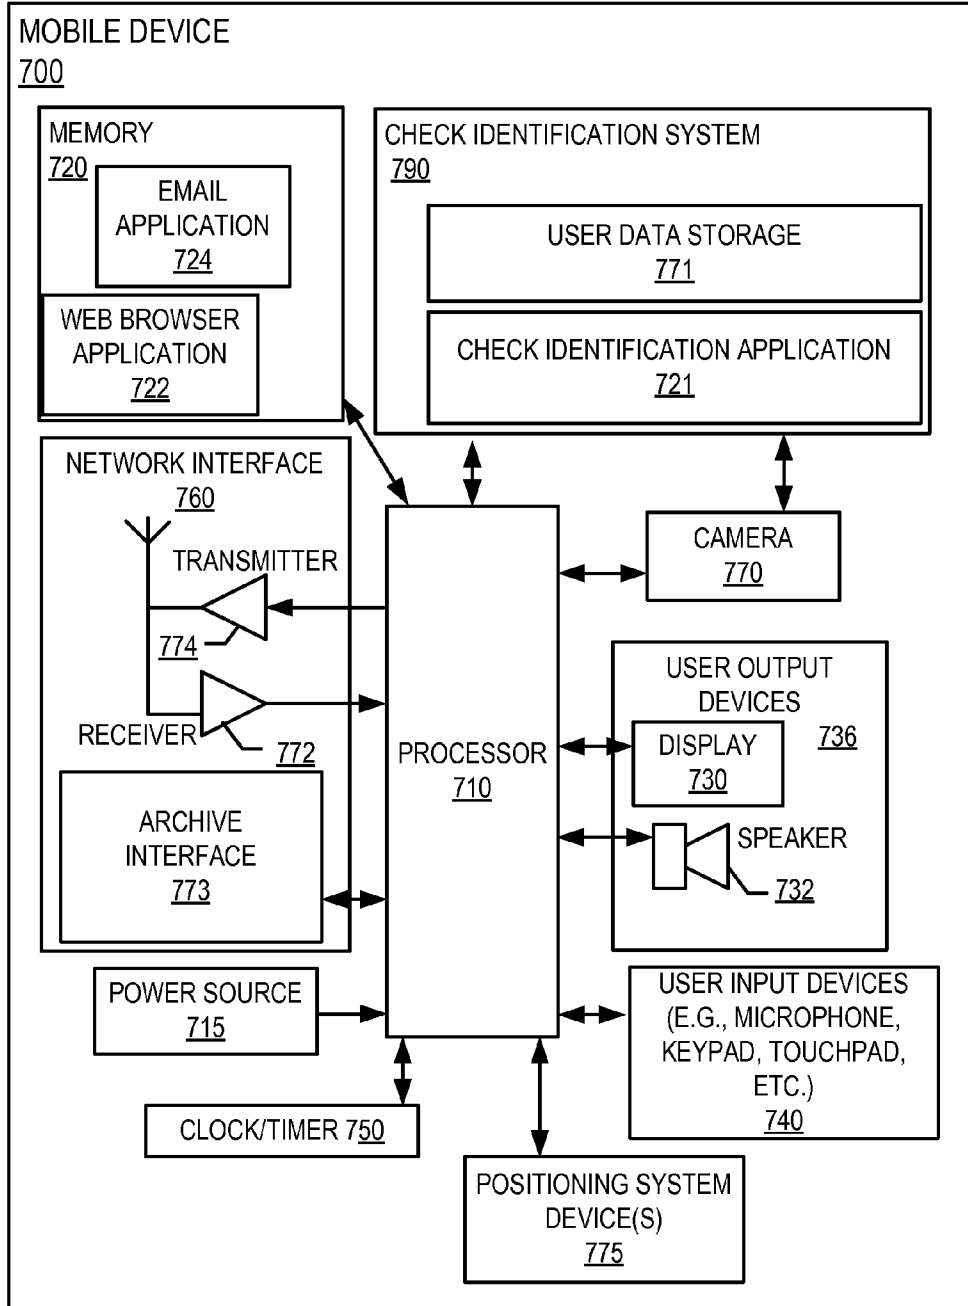 MOBILE DEVICE
700
MEMORY
720
EMAIL
APPLICATION
724
WEB BROWSER
APPLICATION
722
CHECK IDENTIFICATION SYSTEM
790
USER DATA STORAGE
771
CHECK IDENTIFICATION APPLICATION
721
NETWORK INTERFACE
760
TRANSMITTER
774
RECEIVER
772
ARCHIVE
INTERFACE
773
PROCESSOR
710
CAMERA
770
USER OUTPUT
DEVICES
736
DISPLAY
730
SPEAKER
732
POWER SOURCE
715
USER INPUT DEVICES
(E.G., MICROPHONE,
KEYPAD, TOUCHPAD,
ETC.)
740
CLOCK/TIMER 750
POSITIONING SYSTEM
DEVICE(S)
775